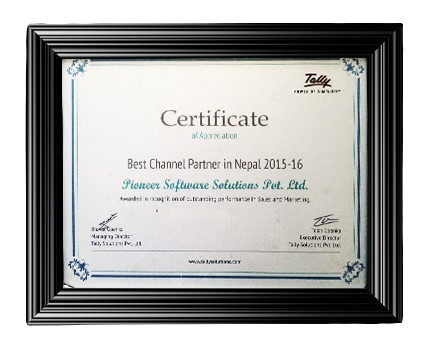 Tally
POWER OF SIMPLICITY
Certificate
of Appreciation
Best Channel Partner in Nepal 2015-16
Pioneer Software Solutions Pvt. Ltd.
Awarded in recognition of outstanding performance in Sales and Marketing.
Goenka
Managing Director
Tally Solutions Pvt. Ltd.
Goenka
Executive Director
Tally Solutions Pvt. Ltd.
www.tallysolutions.com